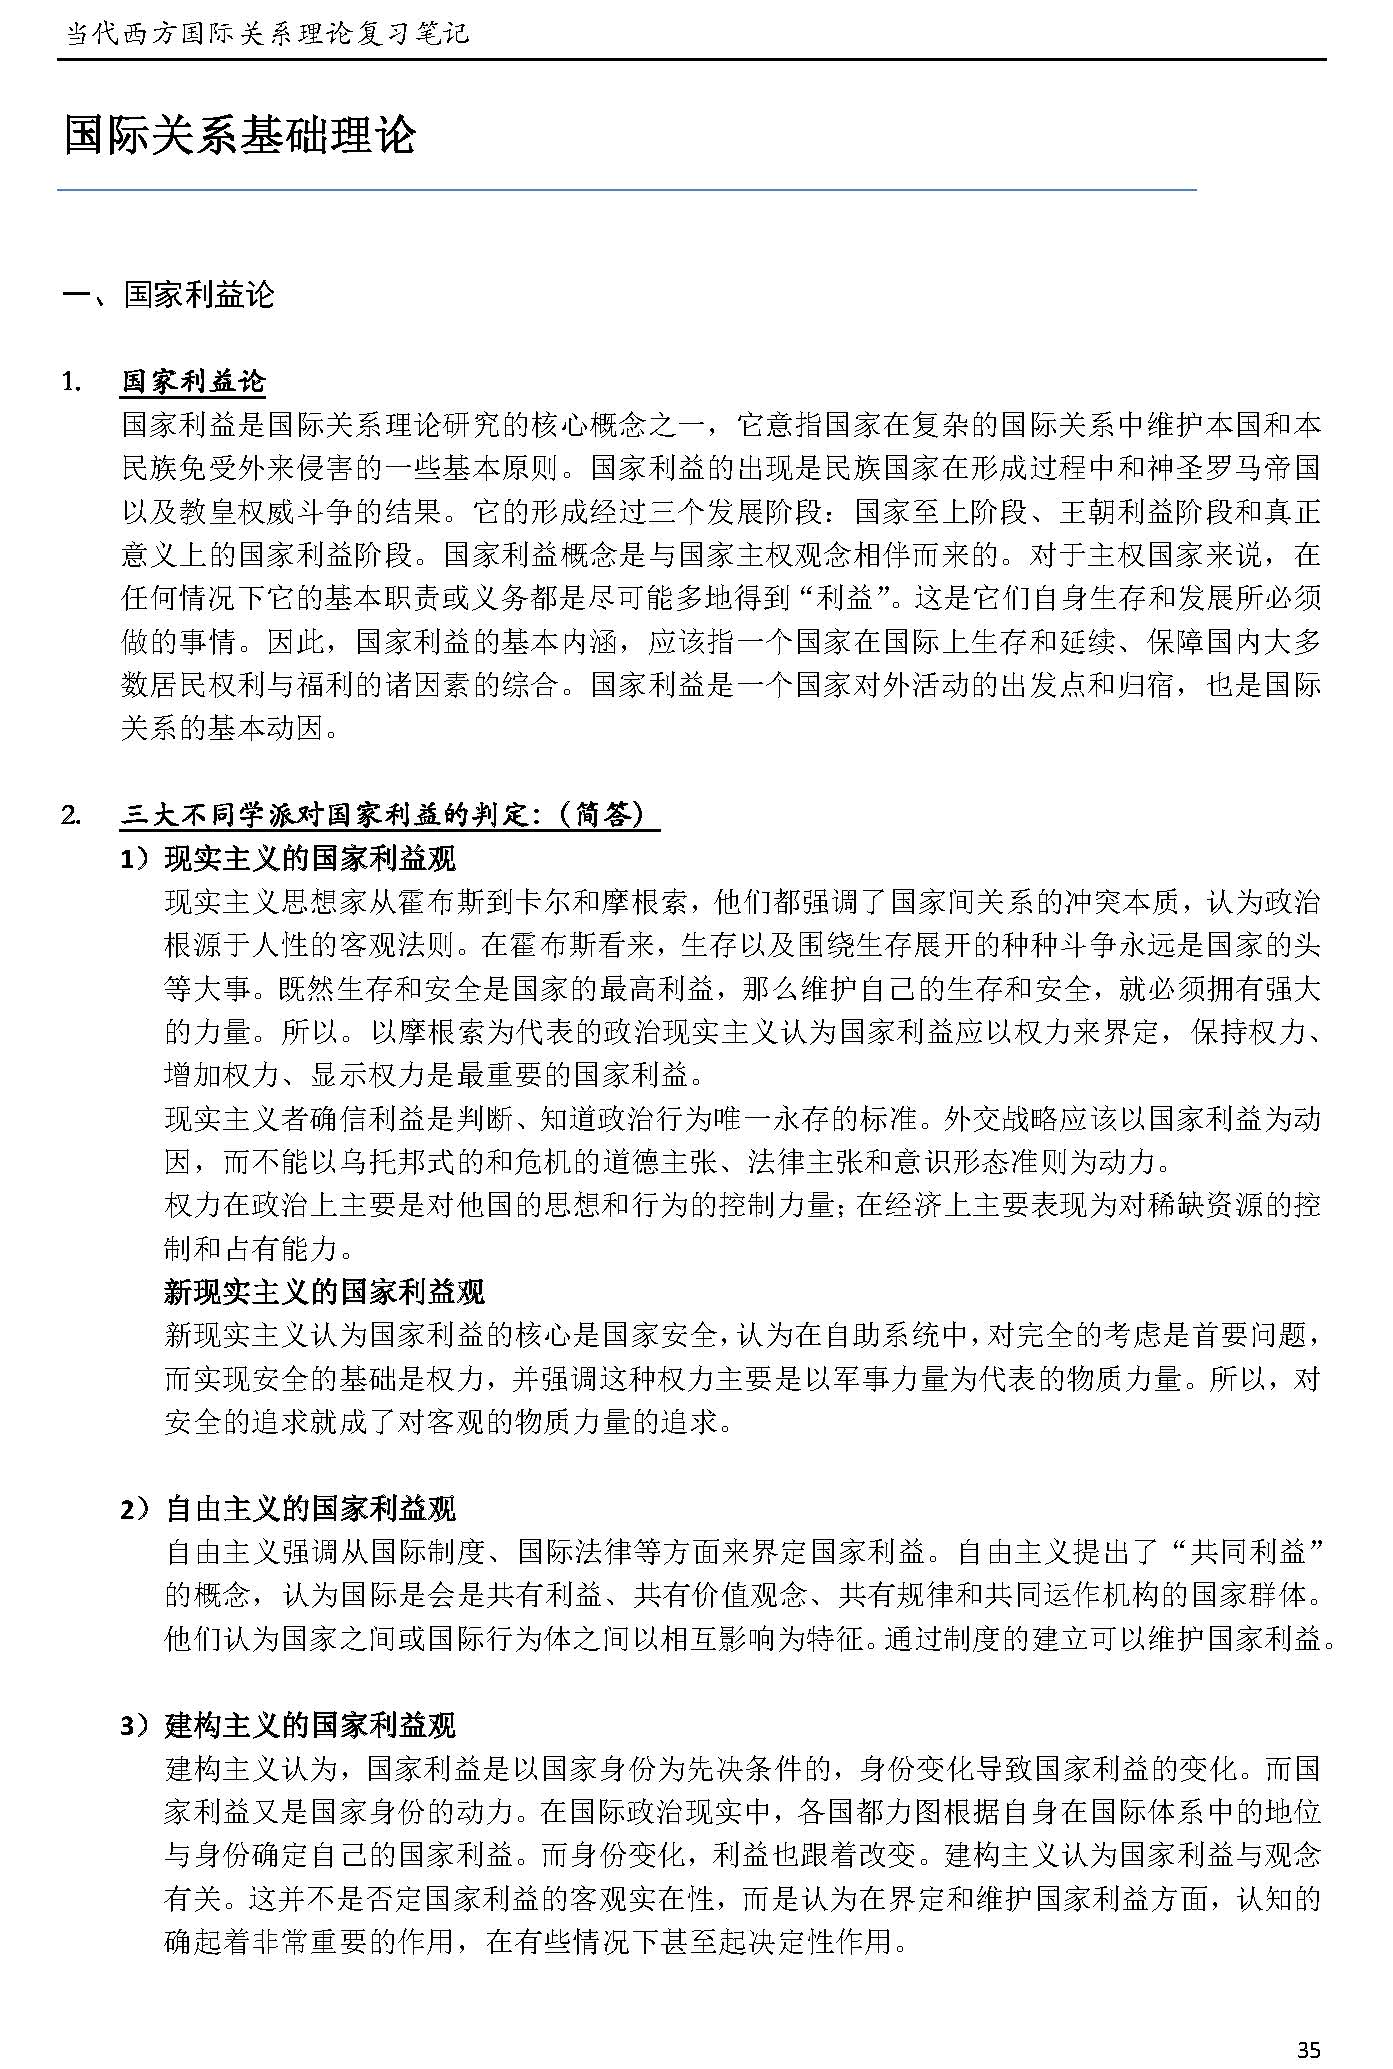 当代西方国际关系理论复习笔记
国际关系基础理论
一、国家利益论
1. 国家利益论
国家利益是国际关系理论研究的核心概念之一，它意指国家在复杂的国际关系中维护本国和本
民族免受外来侵害的一些基本原则。国家利益的出现是民族国家在形成过程中和神圣罗马帝国
以及教皇权威斗争的结果。它的形成经过三个发展阶段：国家至上阶段、王朝利益阶段和真正
意义上的国家利益阶段。国家利益概念是与国家主权观念相伴而来的。对于主权国家来说，在
任何情况下它的基本职责或义务都是尽可能多地得到“利益”。这是它们自身生存和发展所必须
做的事情。因此，国家利益的基本内涵，应该指一个国家在国际上生存和延续、保障国内大多
数居民权利与福利的诸因素的综合。国家利益是一个国家对外活动的出发点和归宿，也是国际
关系的基本动因。
2. 三大不同学派对国家利益的判定：（简答）
1）现实主义的国家利益观
现实主义思想家从霍布斯到卡尔和摩根索，他们都强调了国家间关系的冲突本质，认为政治
根源于人性的客观法则。在霍布斯看来，生存以及围绕生存展开的种种斗争永远是国家的头
等大事。既然生存和安全是国家的最高利益，那么维护自己的生存和安全，就必须拥有强大
的力量。所以。以摩根索为代表的政治现实主义认为国家利益应以权力来界定，保持权力、
增加权力、显示权力是最重要的国家利益。
现实主义者确信利益是判断、知道政治行为唯一永存的标准。外交战略应该以国家利益为动
因，而不能以乌托邦式的和危机的道德主张、法律主张和意识形态准则为动力。
权力在政治上主要是对他国的思想和行为的控制力量；在经济上主要表现为对稀缺资源的控
制和占有能力。
新现实主义的国家利益观
新现实主义认为国家利益的核心是国家安全，认为在自助系统中，对完全的考虑是首要问题，
而实现安全的基础是权力，并强调这种权力主要是以军事力量为代表的物质力量。所以，对
安全的追求就成了对客观的物质力量的追求。
2）自由主义的国家利益观
自由主义强调从国际制度、国际法律等方面来界定国家利益。自由主义提出了“共同利益”
的概念，认为国际是会是共有利益、共有价值观念、共有规律和共同运作机构的国家群体。
他们认为国家之间或国际行为体之间以相互影响为特征。通过制度的建立可以维护国家利益。
3）建构主义的国家利益观
建构主义认为，国家利益是以国家身份为先决条件的，身份变化导致国家利益的变化。而国
家利益又是国家身份的动力。在国际政治现实中，各国都力图根据自身在国际体系中的地位
与身份确定自己的国家利益。而身份变化，利益也跟着改变。建构主义认为国家利益与观念
有关。这并不是否定国家利益的客观实在性，而是认为在界定和维护国家利益方面，认知的
确起着非常重要的作用，在有些情况下甚至起决定性作用。
35